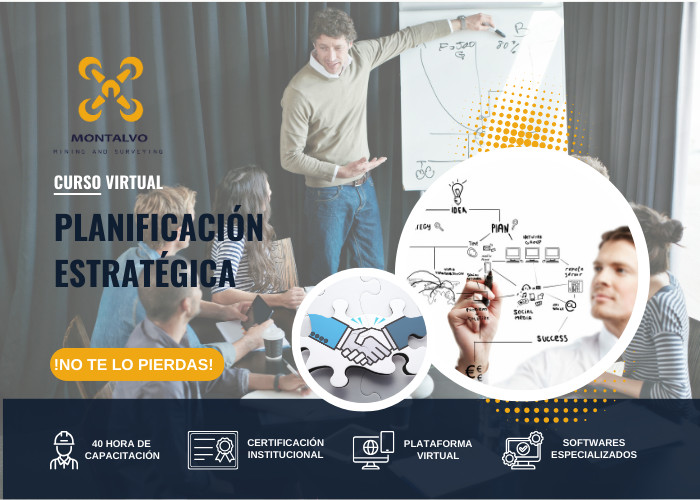 MONTALVO
MINING AND SURVEYING
CURSO VIRTUAL
PLANIFICACIÓN
ESTRATÉGICA
!NO TE LO PIERDAS!
IDEA
PLAN
SOCIAL
MEDIA
SUCCESS
40 HORA DE
CAPACITACIÓN
CERTIFICACIÓN
INSTITUCIONAL
PLATAFORMA
VIRTUAL
SOFTWARES
ESPECIALIZADOS